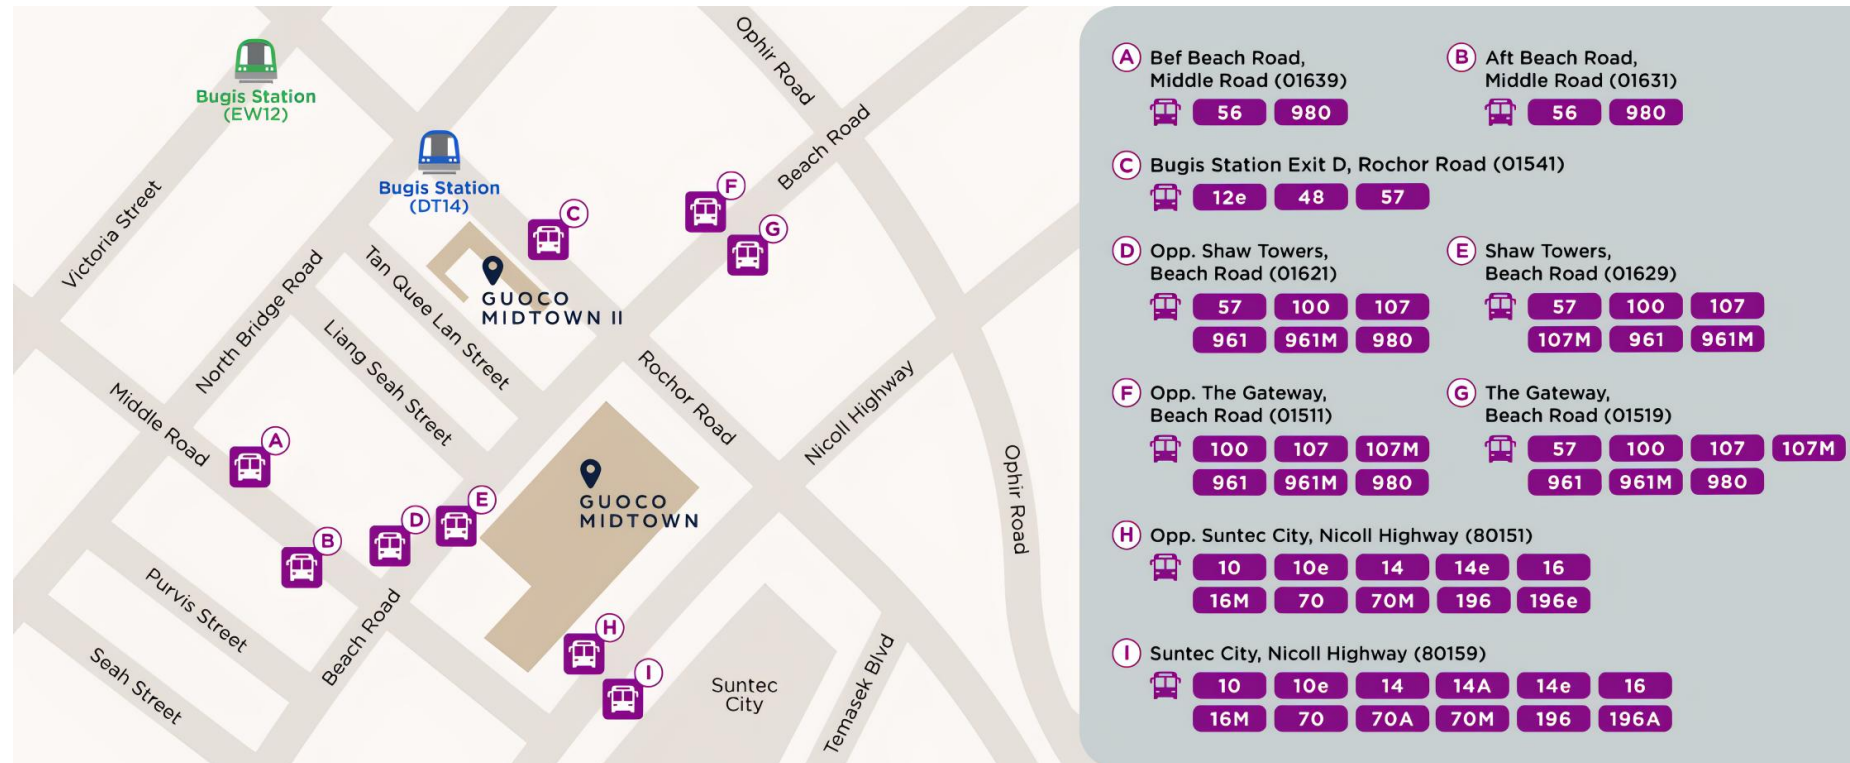 Bugis Station
(EW12)
Bugis Station
(DT14)
Ophir Road
Beach Road
Victoria Street
North Bridge Road
Tan Quee Lan Street
Liang Seah Street
GUOCO
MIDTOWN II
C
F
G
Rochor Road
Nicoll Highway
Ophir Road
Middle Road
A
B
D
E
GUOCO
MIDTOWN
Purvis Street
Seah Street
Beach Road
H
I
Suntec
City
Temasek Blvd
A Bef Beach Road,
Middle Road (01639)
56 980
B Aft Beach Road,
Middle Road (01631)
56 980
C Bugis Station Exit D, Rochor Road (01541)
12e 48 57
D Opp. Shaw Towers,
Beach Road (01621)
57 100 107
961 961M 980
E Shaw Towers,
Beach Road (01629)
57 100 107
107M 961 961M
F Opp. The Gateway,
Beach Road (01511)
100 107 107M
961 961M 980
G The Gateway,
Beach Road (01519)
57 100 107 107M
961 961M 980
H Opp. Suntec City, Nicoll Highway (80151)
10 10e 14 14e 16
16M 70 70M 196 196e
I Suntec City, Nicoll Highway (80159)
10 10e 14 14A 14e 16
16M 70 70A 70M 196 196A